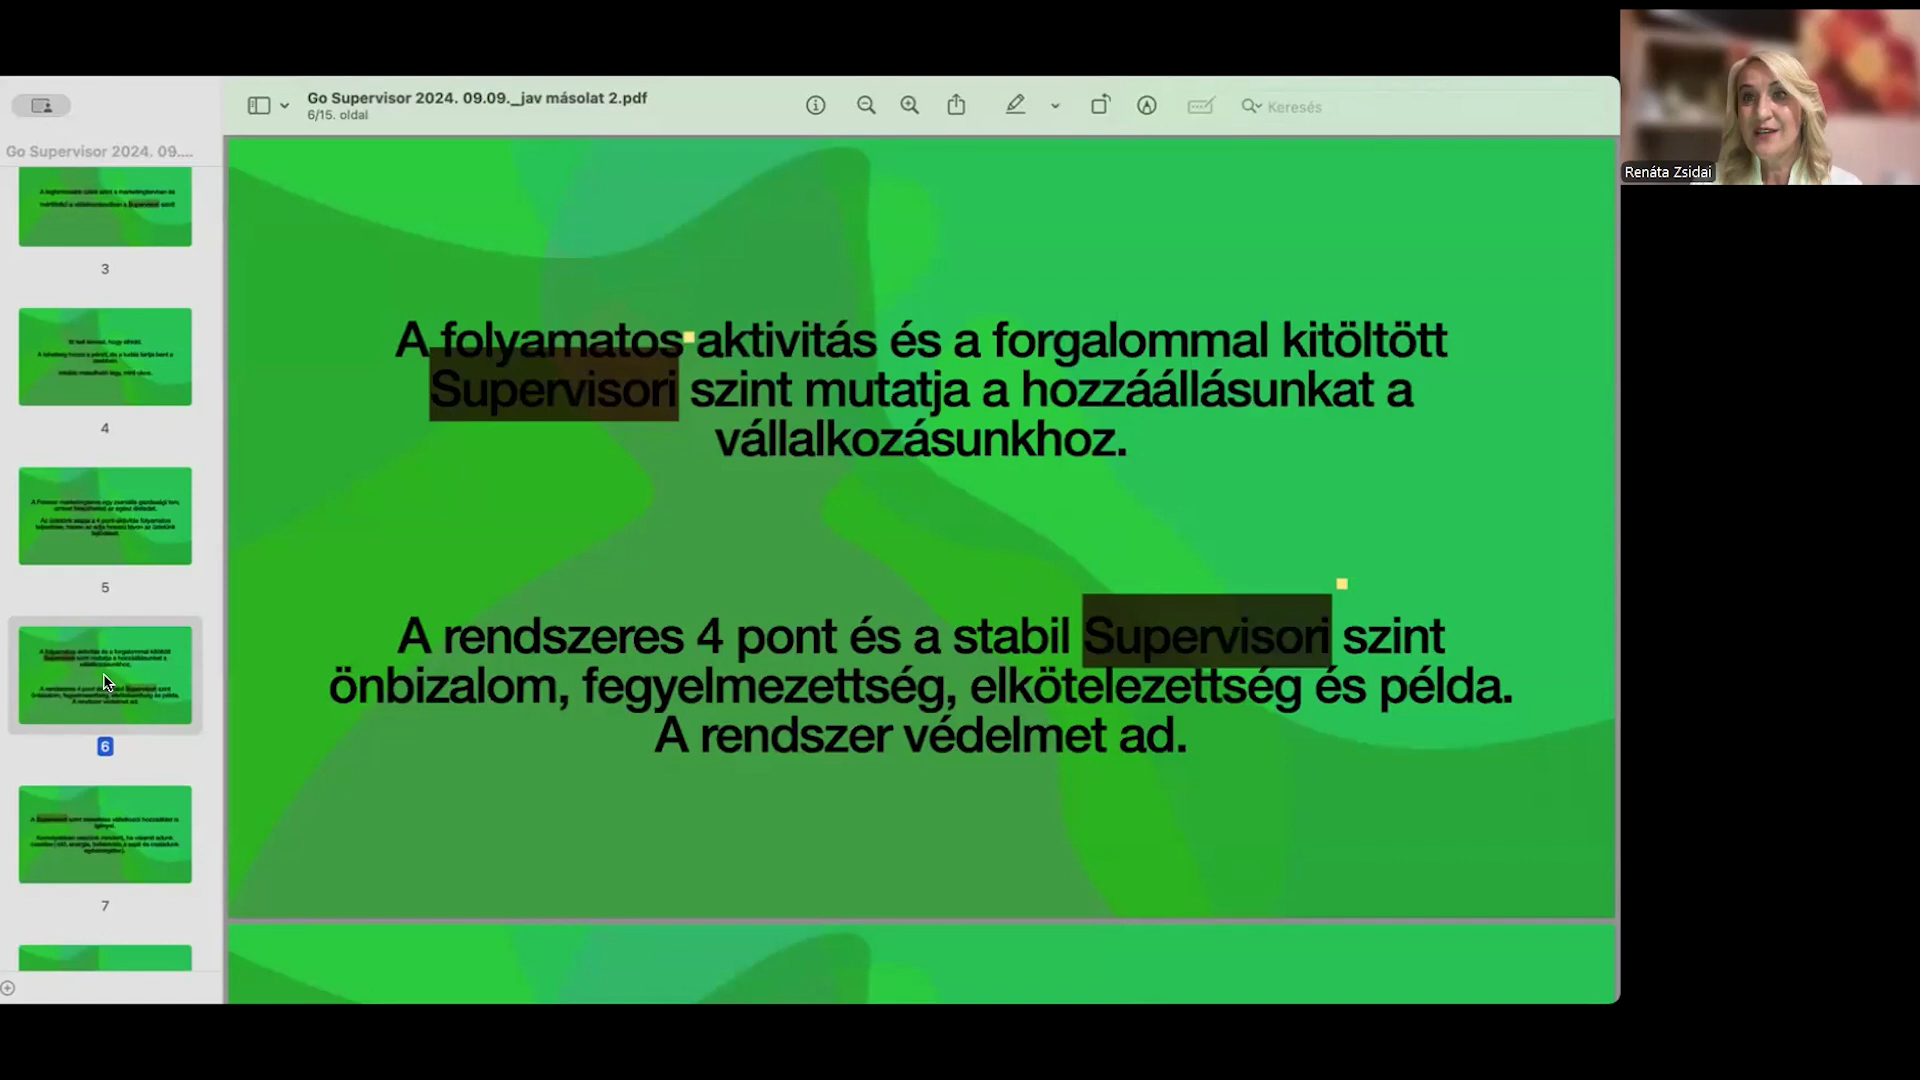 Go Supervisor 2024. 09.09._jav másolat 2.pdf
6/15. oldal
Keresés
Renáta Zsidai
Go Supervisor 2024. 09....
3
4
5
6
7
A folyamatos aktivitás és a forgalommal kitöltött
Supervisori szint mutatja a hozzáállásunkat a
vállalkozásunkhoz.
A rendszeres 4 pont és a stabil Supervisori szint
önbizalom, fegyelmezettség, elkötelezettség és példa.
A rendszer védelmet ad.